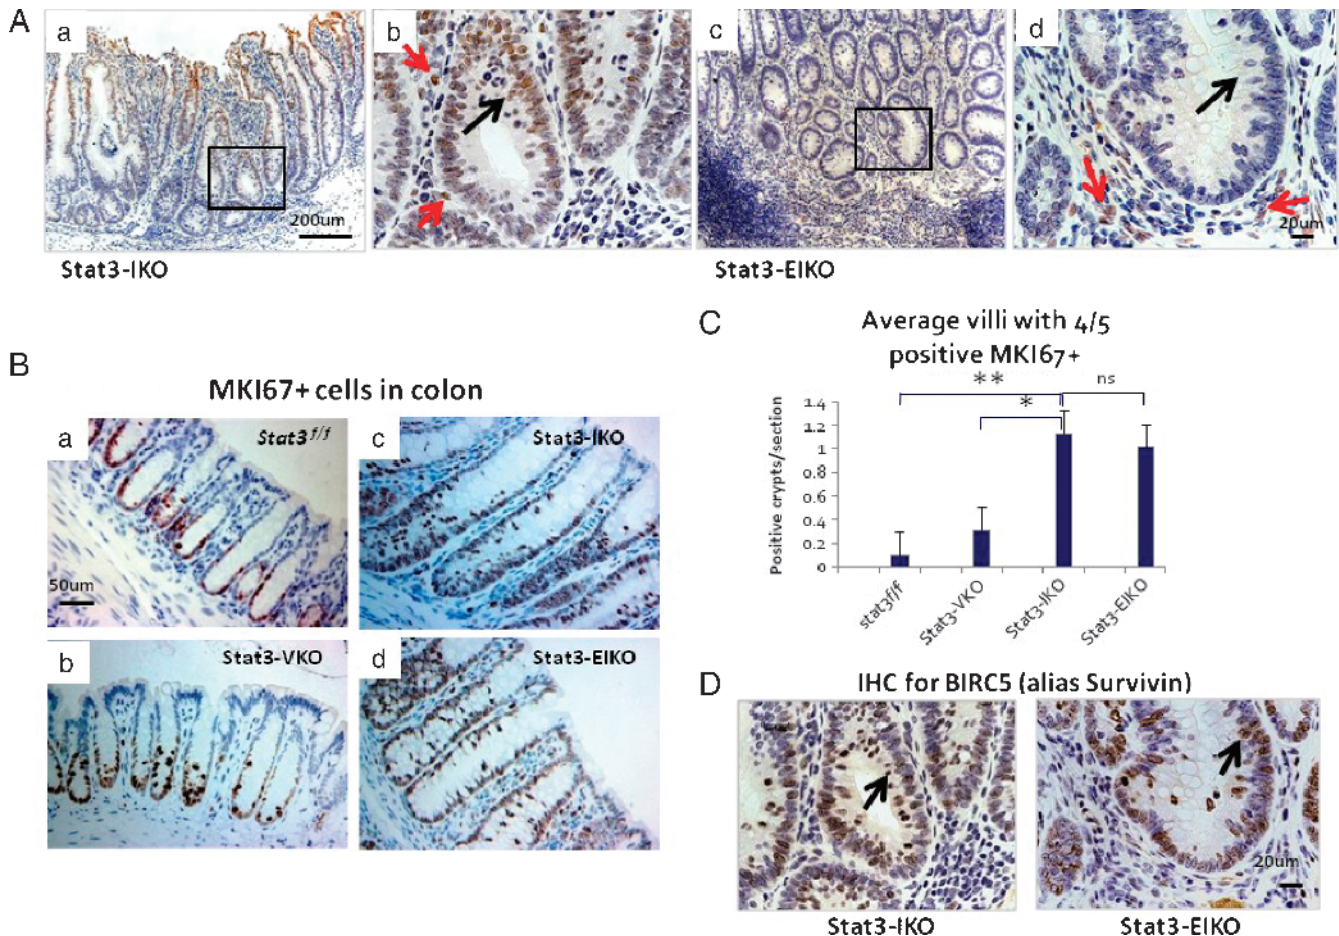 A
a
b
c
d
200um
20um
Stat3-IKO
Stat3-EIKO
B
MKI67+ cells in colon
a
Stat3f/f
c
Stat3-IKO
50um
b
Stat3-VKO
d
Stat3-EIKO
C
Average villi with 4/5
positive MKI67+
**
*
ns
Positive crypts/section
1.4
1.2
1
0.8
0.6
0.4
0.2
0
stat3f/f
Stat3-VKO
Stat3-IKO
Stat3-EIKO
D
IHC for BIRC5 (alias Survivin)
20um
Stat3-IKO
Stat3-EIKO